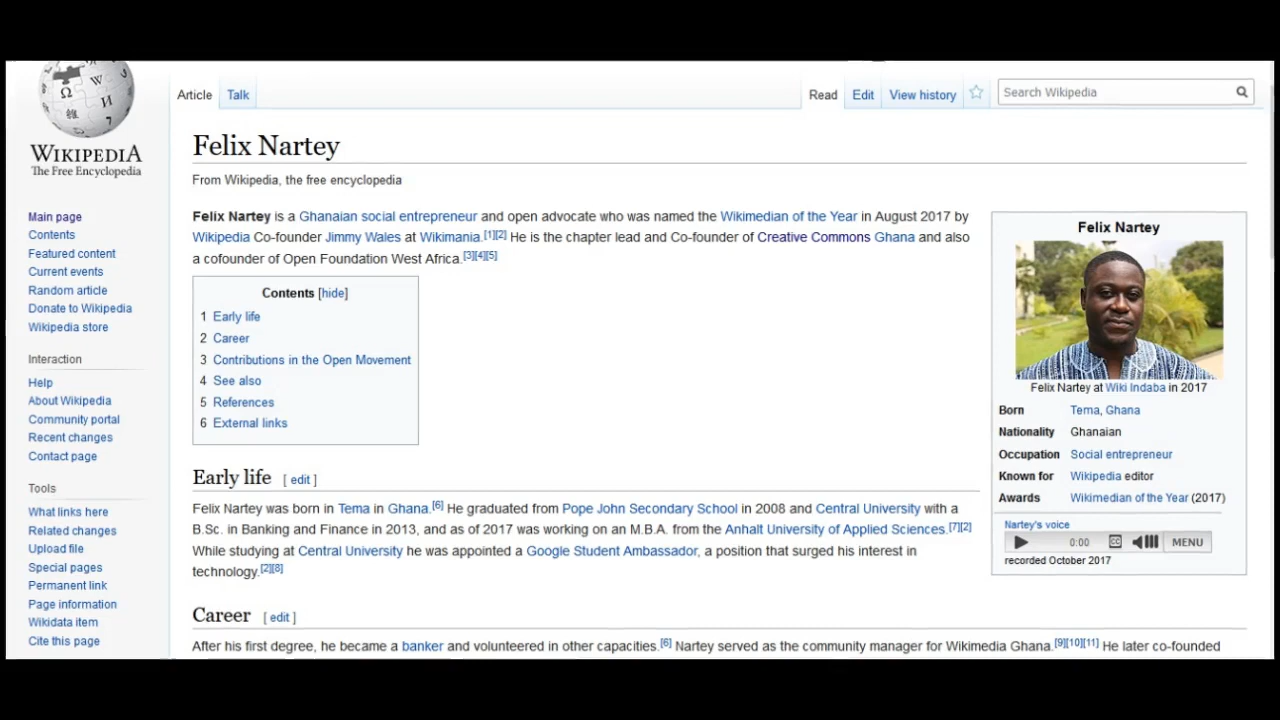 Article
Talk
Read
Edit
View history
Search Wikipedia
WIKIPEDIA
The Free Encyclopedia
Main page
Contents
Featured content
Current events
Random article
Donate to Wikipedia
Wikipedia store
Interaction
Help
About Wikipedia
Community portal
Recent changes
Contact page
Tools
What links here
Related changes
Upload file
Special pages
Permanent link
Page information
Wikidata item
Cite this page
Felix Nartey
From Wikipedia, the free encyclopedia
Felix Nartey is a Ghanaian social entrepreneur and open advocate who was named the Wikimedian of the Year in August 2017 by
Wikipedia Co-founder Jimmy Wales at Wikimania.[1][2] He is the chapter lead and Co-founder of Creative Commons Ghana and also
a cofounder of Open Foundation West Africa.[3][4][5]
Contents [hide]
1 Early life
2 Career
3 Contributions in the Open Movement
4 See also
5 References
6 External links
Early life [ edit ]
Felix Nartey was born in Tema in Ghana.[6] He graduated from Pope John Secondary School in 2008 and Central University with a
B.Sc. in Banking and Finance in 2013, and as of 2017 was working on an M.B.A. from the Anhalt University of Applied Sciences.[7][2]
While studying at Central University he was appointed a Google Student Ambassador, a position that surged his interest in
technology.[2][8]
Career [ edit ]
After his first degree, he became a banker and volunteered in other capacities.[6] Nartey served as the community manager for Wikimedia Ghana.[9][10][11] He later co-founded
Felix Nartey
Felix Nartey at Wiki Indaba in 2017
Born Tema, Ghana
Nationality Ghanaian
Occupation Social entrepreneur
Known for Wikipedia editor
Awards Wikimedian of the Year (2017)
Nartey's voice
0:00 CC MENU
recorded October 2017